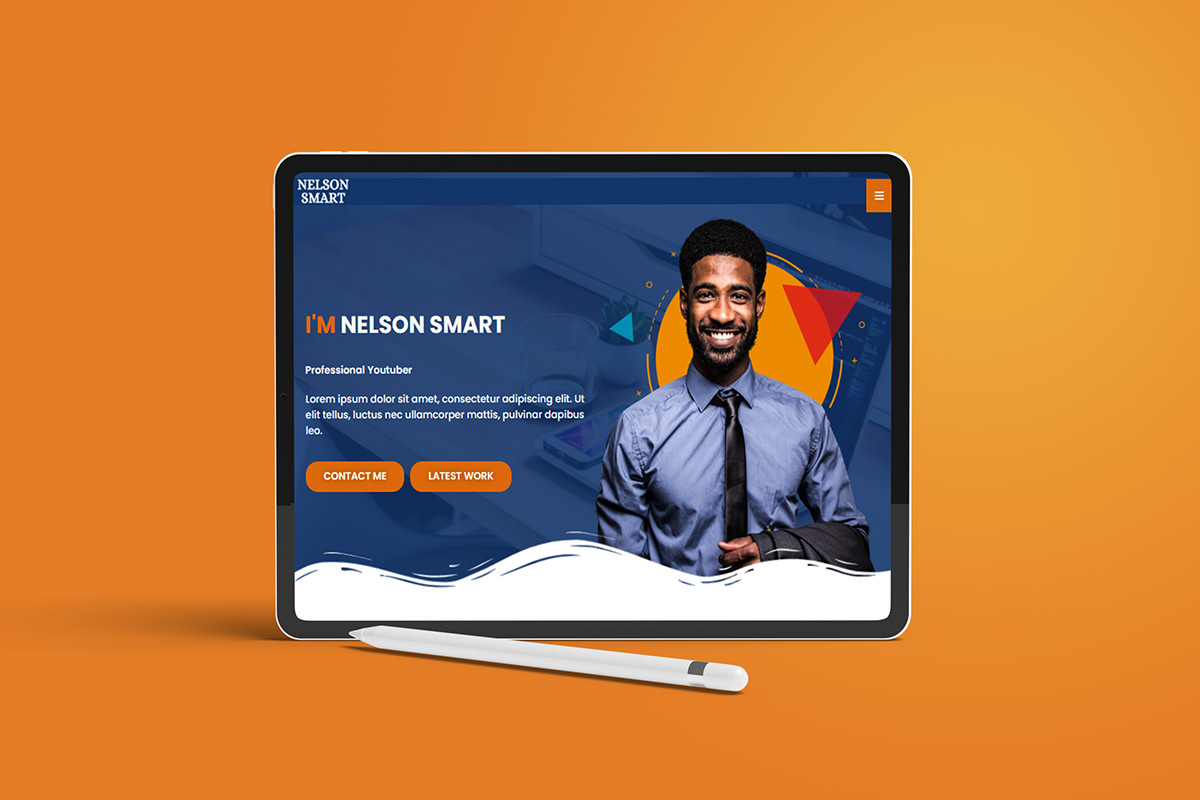 NELSON
SMART
I'M NELSON SMART
Professional Youtuber
Lorem ipsum dolor sit amet, consectetur adipiscing elit. Ut
elit tellus, luctus nec ullamcorper mattis, pulvinar dapibus
leo.
CONTACT ME
LATEST WORK